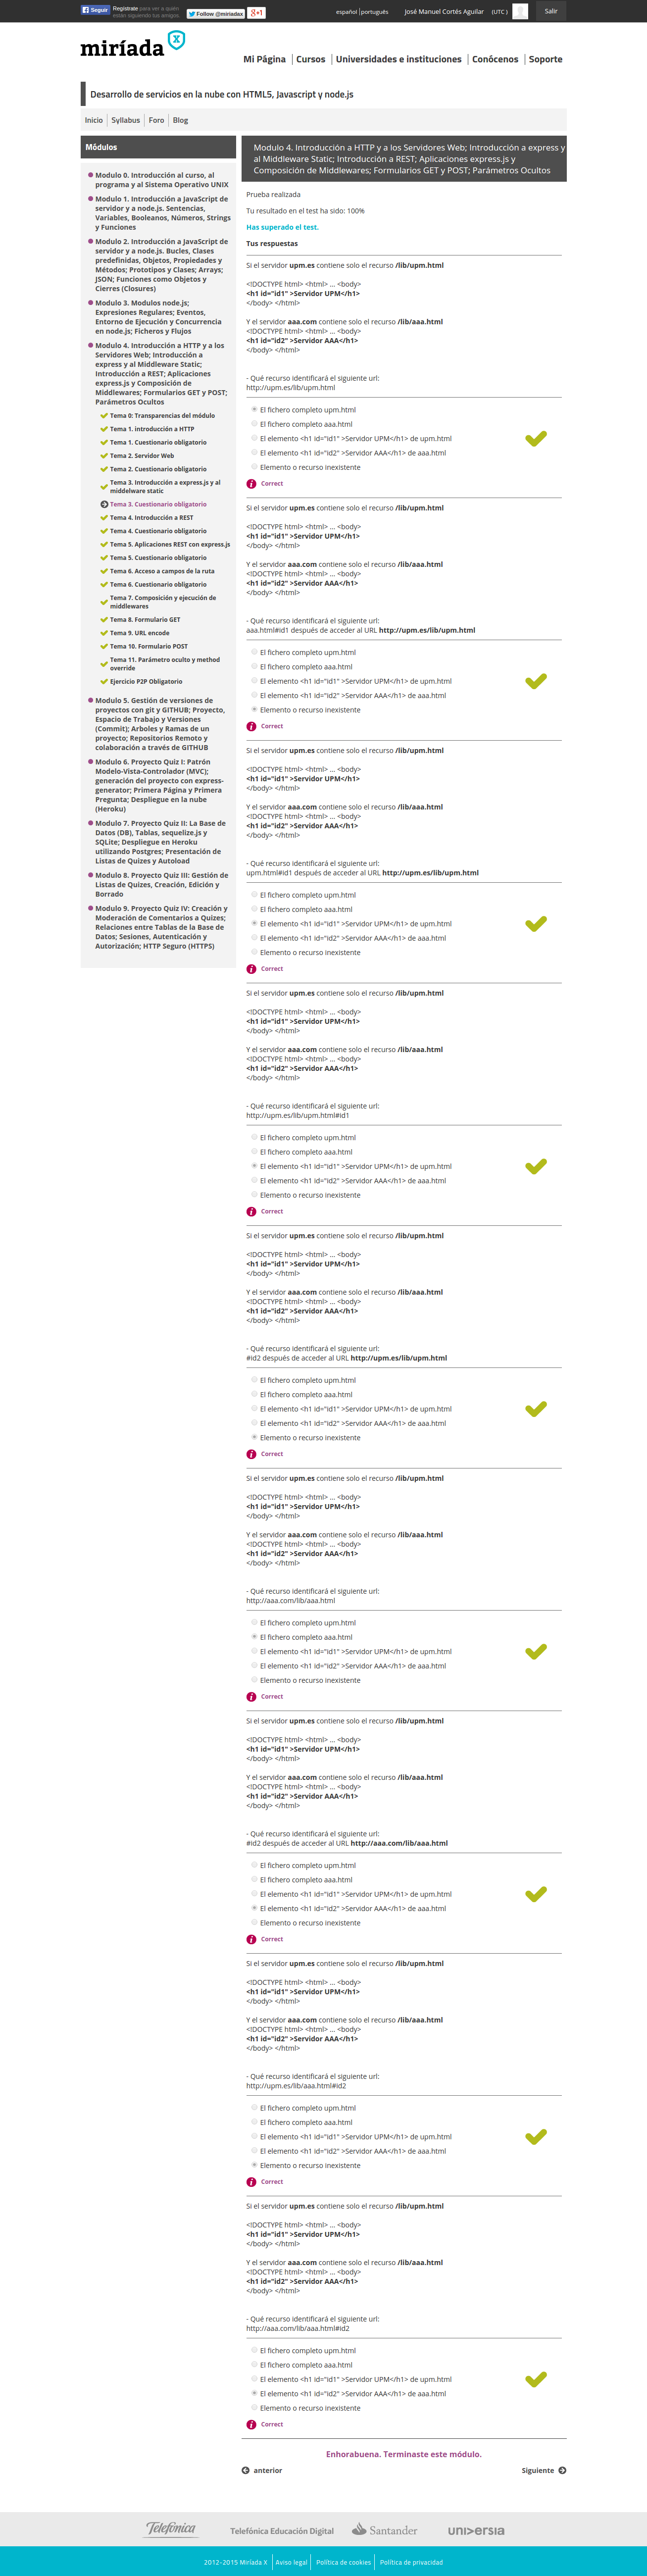 Seguir
Regístrate para ver a quién
están siguiendo tus amigos.
Follow @miriadax
g+1
español
português
José Manuel Cortés Aguilar
(UTC )
Salir
miríada X
Mi Página
Cursos
Universidades e instituciones
Conócenos
Soporte
Desarrollo de servicios en la nube con HTML5, Javascript y node.js
Inicio
Syllabus
Foro
Blog
Módulos
Modulo 0. Introducción al curso, al
programa y al Sistema Operativo UNIX
Modulo 1. Introducción a JavaScript de
servidor y a node.js. Sentencias,
Variables, Booleanos, Números, Strings
y Funciones
Modulo 2. Introducción a JavaScript de
servidor y a node.js. Bucles, Clases
predefinidas, Objetos, Propiedades y
Métodos; Prototipos y Clases; Arrays;
JSON; Funciones como Objetos y
Cierres (Closures)
Modulo 3. Modulos node.js;
Expresiones Regulares; Eventos,
Entorno de Ejecución y Concurrencia
en node.js; Ficheros y Flujos
Modulo 4. Introducción a HTTP y a los
Servidores Web; Introducción a
express y al Middleware Static;
Introducción a REST; Aplicaciones
express.js y Composición de
Middlewares; Formularios GET y POST;
Parámetros Ocultos
Tema 0: Transparencias del módulo
Tema 1. introducción a HTTP
Tema 1. Cuestionario obligatorio
Tema 2. Servidor Web
Tema 2. Cuestionario obligatorio
Tema 3. Introducción a express.js y al
middelware static
Tema 3. Cuestionario obligatorio
Tema 4. Introducción a REST
Tema 4. Cuestionario obligatorio
Tema 5. Aplicaciones REST con express.js
Tema 5. Cuestionario obligatorio
Tema 6. Acceso a campos de la ruta
Tema 6. Cuestionario obligatorio
Tema 7. Composición y ejecución de
middlewares
Tema 8. Formulario GET
Tema 9. URL encode
Tema 10. Formulario POST
Tema 11. Parámetro oculto y method
override
Ejercicio P2P Obligatorio
Modulo 5. Gestión de versiones de
proyectos con git y GITHUB; Proyecto,
Espacio de Trabajo y Versiones
(Commit); Arboles y Ramas de un
proyecto; Repositorios Remoto y
colaboración a través de GITHUB
Modulo 6. Proyecto Quiz I: Patrón
Modelo-Vista-Controlador (MVC);
generación del proyecto con express-
generator; Primera Página y Primera
Pregunta; Despliegue en la nube
(Heroku)
Modulo 7. Proyecto Quiz II: La Base de
Datos (DB), Tablas, sequelize.js y
SQLite; Despliegue en Heroku
utilizando Postgres; Presentación de
Listas de Quizes y Autoload
Modulo 8. Proyecto Quiz III: Gestión de
Listas de Quizes, Creación, Edición y
Borrado
Modulo 9. Proyecto Quiz IV: Creación y
Moderación de Comentarios a Quizes;
Relaciones entre Tablas de la Base de
Datos; Sesiones, Autenticación y
Autorización; HTTP Seguro (HTTPS)
Modulo 4. Introducción a HTTP y a los Servidores Web; Introducción a express y
al Middleware Static; Introducción a REST; Aplicaciones express.js y
Composición de Middlewares; Formularios GET y POST; Parámetros Ocultos
Prueba realizada
Tu resultado en el test ha sido: 100%
Has superado el test.
Tus respuestas
Si el servidor upm.es contiene solo el recurso /lib/upm.html
<!DOCTYPE html> <html> ... <body>
<h1 id="id1" >Servidor UPM</h1>
</body> </html>
Y el servidor aaa.com contiene solo el recurso /lib/aaa.html
<!DOCTYPE html> <html> ... <body>
<h1 id="id2" >Servidor AAA</h1>
</body> </html>
- Qué recurso identificará el siguiente url:
http://upm.es/lib/upm.html
El fichero completo upm.html
El fichero completo aaa.html
El elemento <h1 id="id1" >Servidor UPM</h1> de upm.html
El elemento <h1 id="id2" >Servidor AAA</h1> de aaa.html
Elemento o recurso inexistente
Correct
Si el servidor upm.es contiene solo el recurso /lib/upm.html
<!DOCTYPE html> <html> ... <body>
<h1 id="id1" >Servidor UPM</h1>
</body> </html>
Y el servidor aaa.com contiene solo el recurso /lib/aaa.html
<!DOCTYPE html> <html> ... <body>
<h1 id="id2" >Servidor AAA</h1>
</body> </html>
- Qué recurso identificará el siguiente url:
aaa.html#id1 después de acceder al URL http://upm.es/lib/upm.html
El fichero completo upm.html
El fichero completo aaa.html
El elemento <h1 id="id1" >Servidor UPM</h1> de upm.html
El elemento <h1 id="id2" >Servidor AAA</h1> de aaa.html
Elemento o recurso inexistente
Correct
Si el servidor upm.es contiene solo el recurso /lib/upm.html
<!DOCTYPE html> <html> ... <body>
<h1 id="id1" >Servidor UPM</h1>
</body> </html>
Y el servidor aaa.com contiene solo el recurso /lib/aaa.html
<!DOCTYPE html> <html> ... <body>
<h1 id="id2" >Servidor AAA</h1>
</body> </html>
- Qué recurso identificará el siguiente url:
upm.html#id1 después de acceder al URL http://upm.es/lib/upm.html
El fichero completo upm.html
El fichero completo aaa.html
El elemento <h1 id="id1" >Servidor UPM</h1> de upm.html
El elemento <h1 id="id2" >Servidor AAA</h1> de aaa.html
Elemento o recurso inexistente
Correct
Si el servidor upm.es contiene solo el recurso /lib/upm.html
<!DOCTYPE html> <html> ... <body>
<h1 id="id1" >Servidor UPM</h1>
</body> </html>
Y el servidor aaa.com contiene solo el recurso /lib/aaa.html
<!DOCTYPE html> <html> ... <body>
<h1 id="id2" >Servidor AAA</h1>
</body> </html>
- Qué recurso identificará el siguiente url:
http://upm.es/lib/upm.html#id1
El fichero completo upm.html
El fichero completo aaa.html
El elemento <h1 id="id1" >Servidor UPM</h1> de upm.html
El elemento <h1 id="id2" >Servidor AAA</h1> de aaa.html
Elemento o recurso inexistente
Correct
Si el servidor upm.es contiene solo el recurso /lib/upm.html
<!DOCTYPE html> <html> ... <body>
<h1 id="id1" >Servidor UPM</h1>
</body> </html>
Y el servidor aaa.com contiene solo el recurso /lib/aaa.html
<!DOCTYPE html> <html> ... <body>
<h1 id="id2" >Servidor AAA</h1>
</body> </html>
- Qué recurso identificará el siguiente url:
#id2 después de acceder al URL http://upm.es/lib/upm.html
El fichero completo upm.html
El fichero completo aaa.html
El elemento <h1 id="id1" >Servidor UPM</h1> de upm.html
El elemento <h1 id="id2" >Servidor AAA</h1> de aaa.html
Elemento o recurso inexistente
Correct
Si el servidor upm.es contiene solo el recurso /lib/upm.html
<!DOCTYPE html> <html> ... <body>
<h1 id="id1" >Servidor UPM</h1>
</body> </html>
Y el servidor aaa.com contiene solo el recurso /lib/aaa.html
<!DOCTYPE html> <html> ... <body>
<h1 id="id2" >Servidor AAA</h1>
</body> </html>
- Qué recurso identificará el siguiente url:
http://aaa.com/lib/aaa.html
El fichero completo upm.html
El fichero completo aaa.html
El elemento <h1 id="id1" >Servidor UPM</h1> de upm.html
El elemento <h1 id="id2" >Servidor AAA</h1> de aaa.html
Elemento o recurso inexistente
Correct
Si el servidor upm.es contiene solo el recurso /lib/upm.html
<!DOCTYPE html> <html> ... <body>
<h1 id="id1" >Servidor UPM</h1>
</body> </html>
Y el servidor aaa.com contiene solo el recurso /lib/aaa.html
<!DOCTYPE html> <html> ... <body>
<h1 id="id2" >Servidor AAA</h1>
</body> </html>
- Qué recurso identificará el siguiente url:
#id2 después de acceder al URL http://aaa.com/lib/aaa.html
El fichero completo upm.html
El fichero completo aaa.html
El elemento <h1 id="id1" >Servidor UPM</h1> de upm.html
El elemento <h1 id="id2" >Servidor AAA</h1> de aaa.html
Elemento o recurso inexistente
Correct
Si el servidor upm.es contiene solo el recurso /lib/upm.html
<!DOCTYPE html> <html> ... <body>
<h1 id="id1" >Servidor UPM</h1>
</body> </html>
Y el servidor aaa.com contiene solo el recurso /lib/aaa.html
<!DOCTYPE html> <html> ... <body>
<h1 id="id2" >Servidor AAA</h1>
</body> </html>
- Qué recurso identificará el siguiente url:
http://upm.es/lib/aaa.html#id2
El fichero completo upm.html
El fichero completo aaa.html
El elemento <h1 id="id1" >Servidor UPM</h1> de upm.html
El elemento <h1 id="id2" >Servidor AAA</h1> de aaa.html
Elemento o recurso inexistente
Correct
Si el servidor upm.es contiene solo el recurso /lib/upm.html
<!DOCTYPE html> <html> ... <body>
<h1 id="id1" >Servidor UPM</h1>
</body> </html>
Y el servidor aaa.com contiene solo el recurso /lib/aaa.html
<!DOCTYPE html> <html> ... <body>
<h1 id="id2" >Servidor AAA</h1>
</body> </html>
- Qué recurso identificará el siguiente url:
http://aaa.com/lib/aaa.html#id2
El fichero completo upm.html
El fichero completo aaa.html
El elemento <h1 id="id1" >Servidor UPM</h1> de upm.html
El elemento <h1 id="id2" >Servidor AAA</h1> de aaa.html
Elemento o recurso inexistente
Correct
Enhorabuena. Terminaste este módulo.
anterior
Siguiente
Telefónica
Telefónica Educación Digital
Santander
universia
2012-2015 Miríada X
Aviso legal
Política de cookies
Política de privacidad